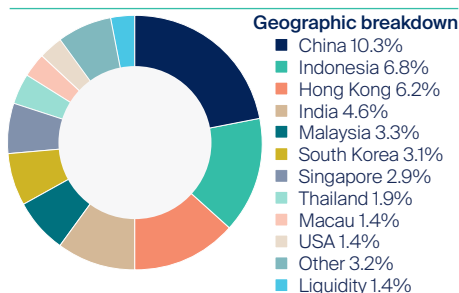 Geographic breakdown
China 10.3%
Indonesia 6.8%
Hong Kong 6.2%
India 4.6%
Malaysia 3.3%
South Korea 3.1%
Singapore 2.9%
Thailand 1.9%
Macau 1.4%
USA 1.4%
Other 3.2%
Liquidity 1.4%